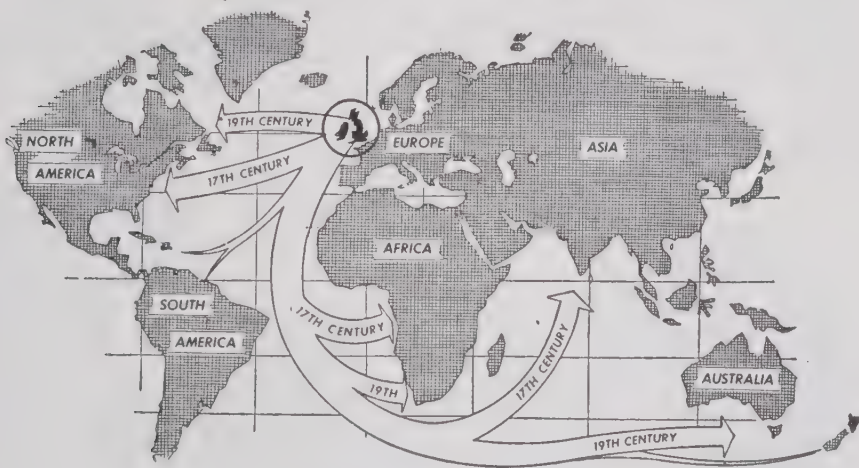 19TH CENTURY
NORTH
AMERICA
17TH CENTURY
EUROPE
ASIA
AFRICA
SOUTH
AMERICA
17TH CENTURY
19TH
17TH CENTURY
AUSTRALIA
19TH CENTURY